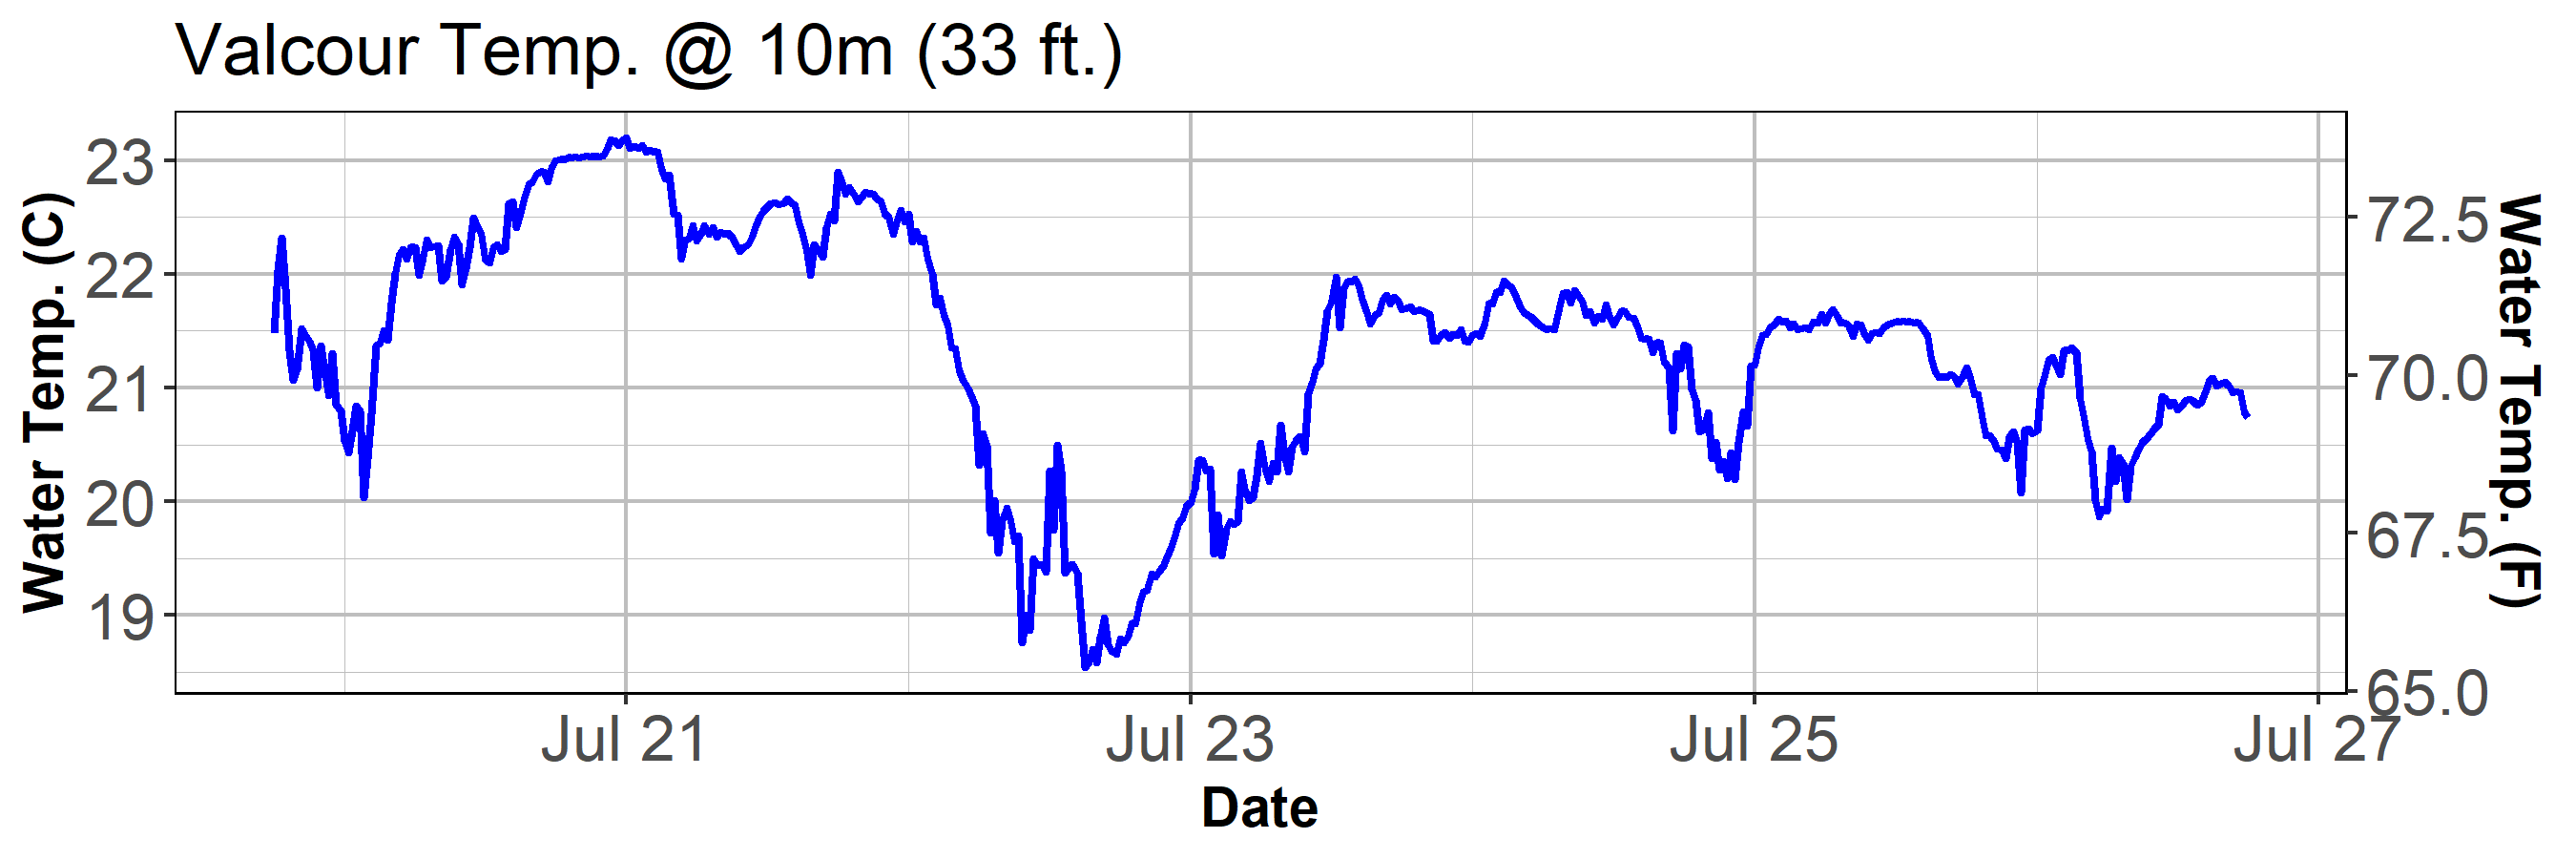 Valcour Temp. @ 10m (33 ft.)
Water Temp. (C)
23
22
21
20
19
72.5
70.0
67.5
65.0
Water Temp. (F)
Jul 21
Jul 23
Jul 25
Jul 27
Date